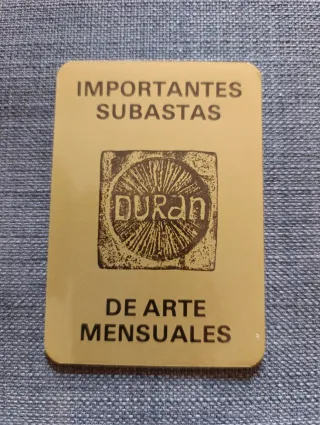 IMPORTANTES
SUBASTAS
DURan
DE ARTE
MENSUALES